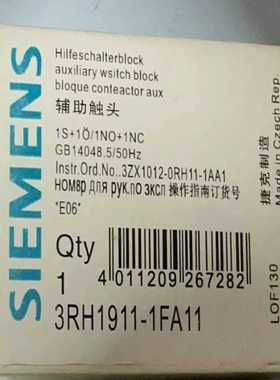 SIEMENS
Hilfeschalterblock
auxiliary wsitch block
bloque conteactor aux
辅助触头
1S+1Ö/1NO+1NC
GB14048.5/50Hz
Instr.Ord.No..3ZX1012-0RH11-1AA1
НОМ8р для рук.по экспл 操作指南订货号
*E06*
Qty
1
4 011209 267282
3RH1911-1FA11
Made in Czech Rep.
捷克制造
LOF130